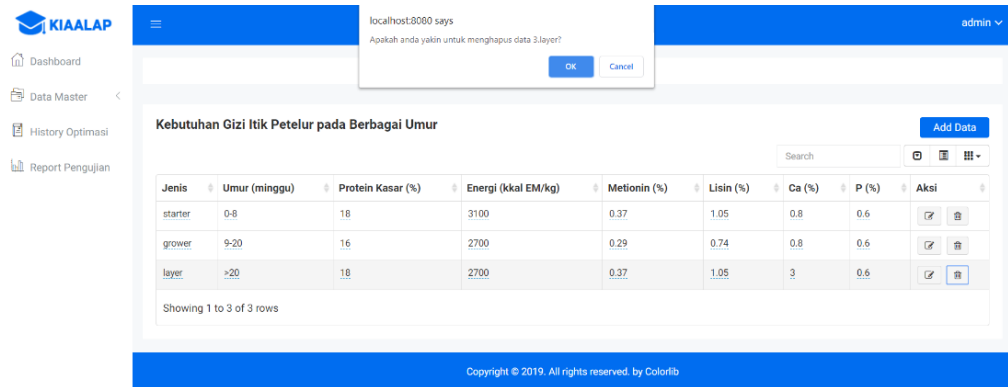 KIAALAP
localhost:8080 says
admin
Apakah anda yakin untuk menghapus data 3.layer?
OK Cancel
Dashboard
Data Master
History Optimasi
Report Pengujian
Kebutuhan Gizi Itik Petelur pada Berbagai Umur
Add Data
Search
Jenis Umur (minggu) Protein Kasar (%) Energi (kkal EM/kg) Metionin (%) Lisin (%) Ca (%) P (%) Aksi
starter 0-8 18 3100 0.37 1.05 0.8 0.6
grower 9-20 16 2700 0.29 0.74 0.8 0.6
layer >20 18 2700 0.37 1.05 3 0.6
Showing 1 to 3 of 3 rows
Copyright © 2019. All rights reserved. by Colorlib